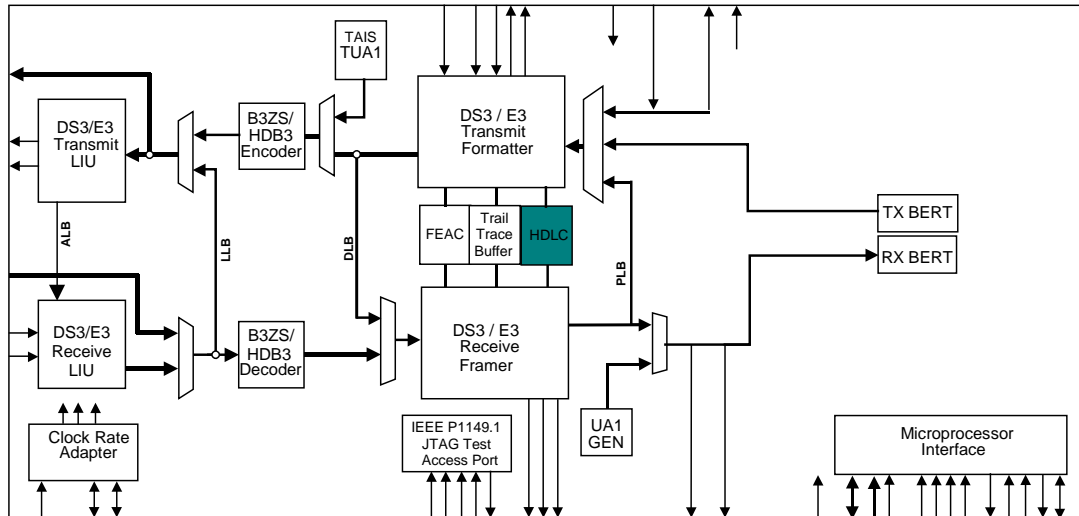 TAIS
TUA1
DS3/E3
Transmit
LIU
B3ZS/
HDB3
Encoder
DS3 / E3
Transmit
Formatter
FEAC
Trail
Trace
Buffer
HDLC
TX BERT
RX BERT
ALB
LLB
DLB
PLB
DS3/E3
Receive
LIU
B3ZS/
HDB3
Decoder
DS3 / E3
Receive
Framer
UA1
GEN
Clock Rate
Adapter
IEEE P1149.1
JTAG Test
Access Port
Microprocessor
Interface